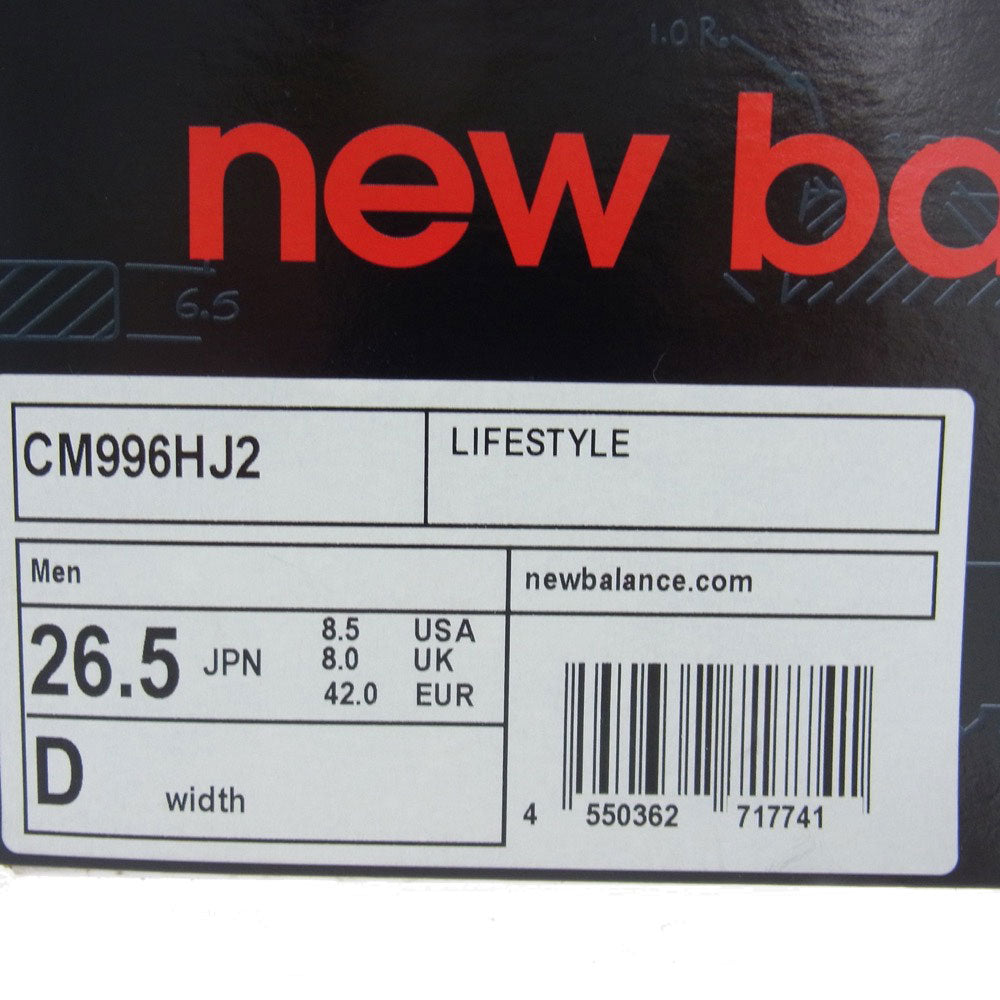 1.0 R.
new ba
6.5
CM996HJ2
LIFESTYLE
Men
newbalance.com
26.5 JPN
8.5 USA
8.0 UK
42.0 EUR
D width
4 550362 717741